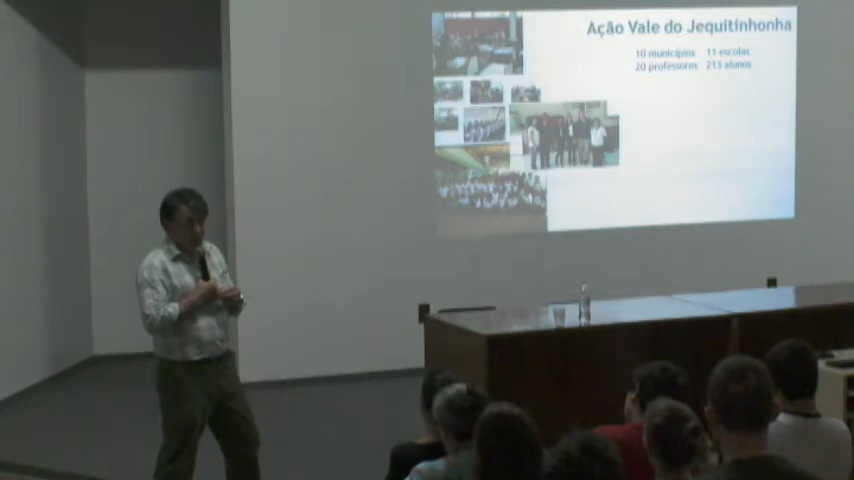 Ação Vale do Jequitinhonha
10 municípios 11 escolas
20 professores 213 alunos